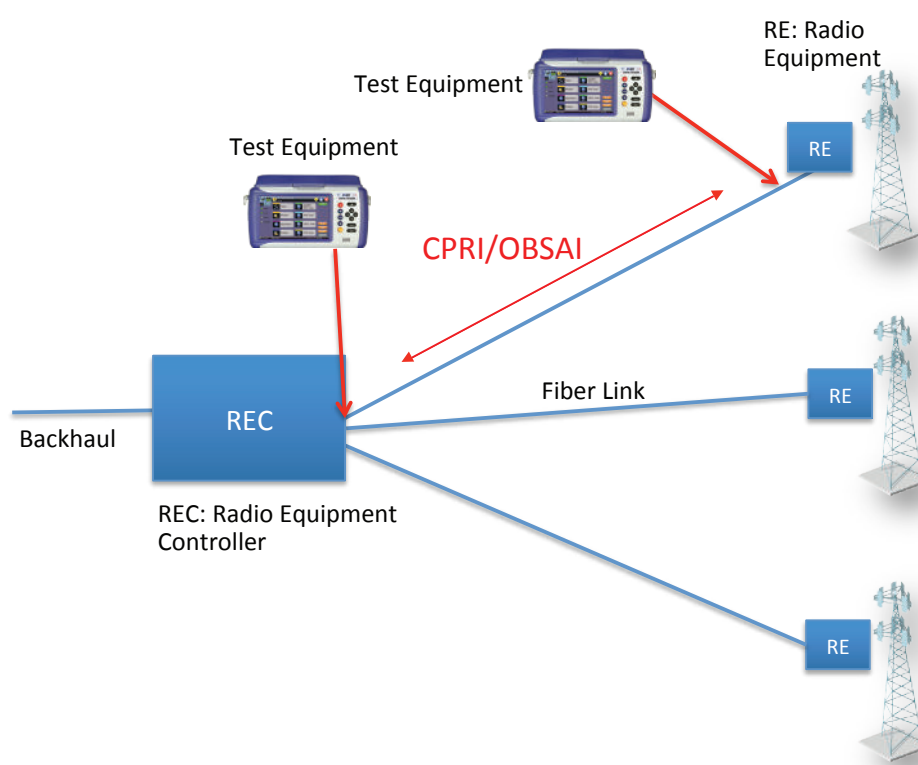 RE: Radio
Equipment
Test Equipment
RE
Test Equipment
CPRI/OBSAI
Fiber Link
RE
REC
Backhaul
REC: Radio Equipment
Controller
RE